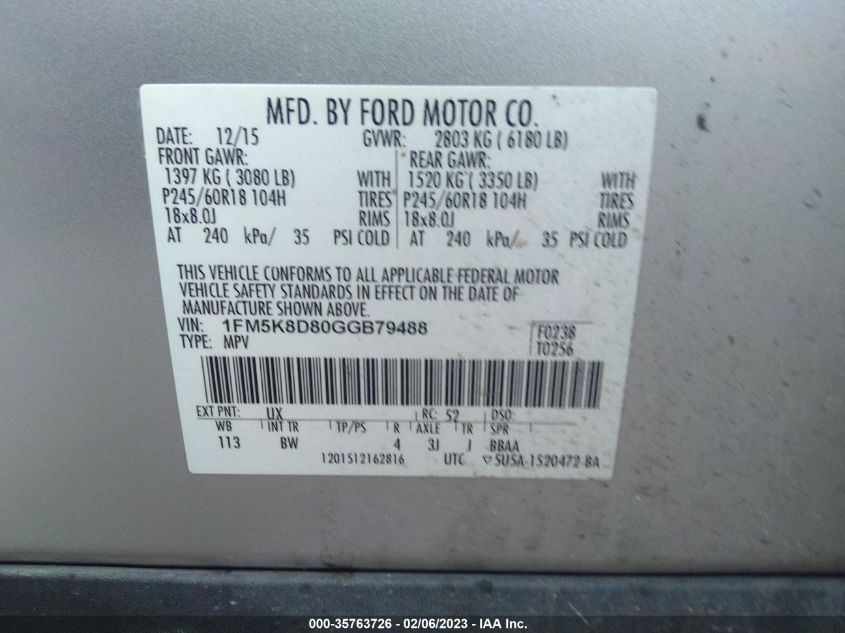 MFD. BY FORD MOTOR CO.
DATE: 12/15 GVWR: 2803 KG ( 6180 LB)
FRONT GAWR: REAR GAWR:
1397 KG ( 3080 LB) WITH 1520 KG ( 3350 LB) WITH
P245/60R18 104H TIRES P245/60R18 104H TIRES
18x8.0J RIMS 18x8.0J RIMS
AT 240 kPa/ 35 PSI COLD AT 240 kPa/ 35 PSI COLD
THIS VEHICLE CONFORMS TO ALL APPLICABLE FEDERAL MOTOR
VEHICLE SAFETY STANDARDS IN EFFECT ON THE DATE OF
MANUFACTURE SHOWN ABOVE.
VIN: 1FM5K8D80GGB79488 F0238
TYPE: MPV T0256
EXT PNT: UX RC: 52 DSO:
WB INT TR TP/PS R AXLE TR SPR
113 BW 4 3J J BBAA
1201512162816 UTC ▽5U5A-1520472-BA
000-35763726 - 02/06/2023 - IAA Inc.